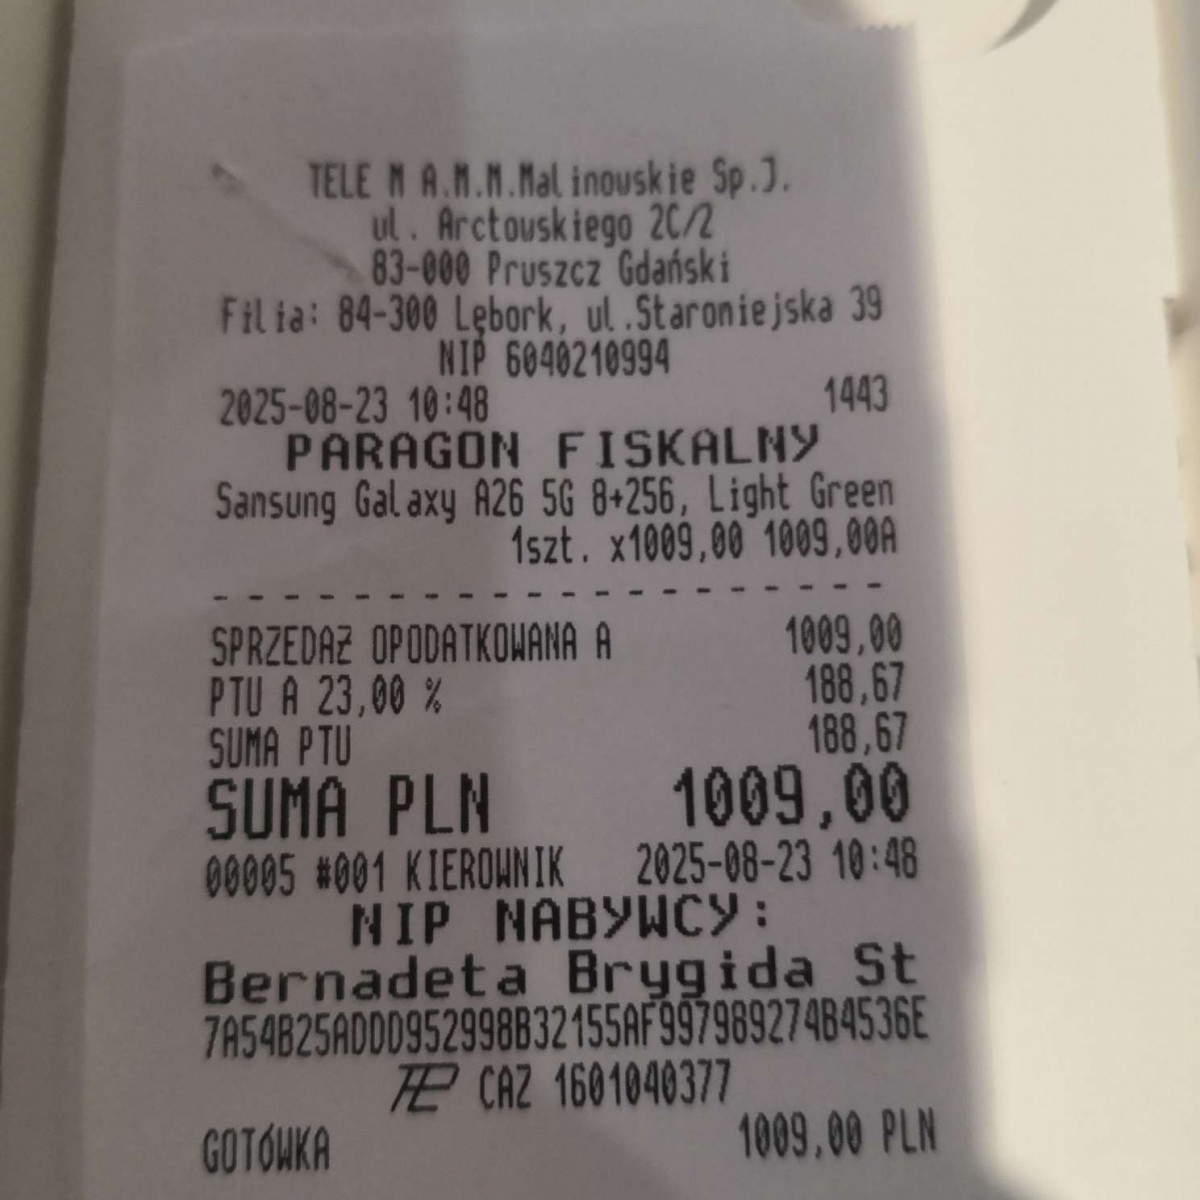 TELE M A.M.M.Malinowskie Sp.J.
ul. Arctowskiego 2C/2
83-000 Pruszcz Gdański
Filia: 84-300 Lębork, ul.Staromiejska 39
NIP 6040210994
2025-08-23 10:48 1443
PARAGON FISKALNY
Samsung Galaxy A26 5G 8+256, Light Green
1szt. x1009,00 1009,00A
SPRZEDAŻ OPODATKOWANA A 1009,00
PTU A 23,00 % 188,67
SUMA PTU 188,67
SUMA PLN 1009,00
00005 #001 KIEROWNIK 2025-08-23 10:48
NIP NABYWCY:
Bernadeta Brygida St
7A54B25ADDD952998B32155AF997989274B4536E
CAZ 1601040377
GOTÓWKA 1009,00 PLN